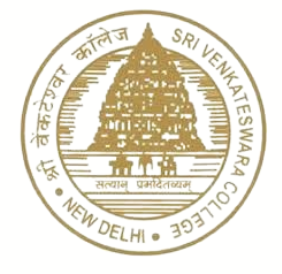 श्री वेंकटेश्वर कॉलेज
SRI VENKATESWARA COLLEGE
सत्यान्न प्रमदितव्यम्
• NEW DELHI •